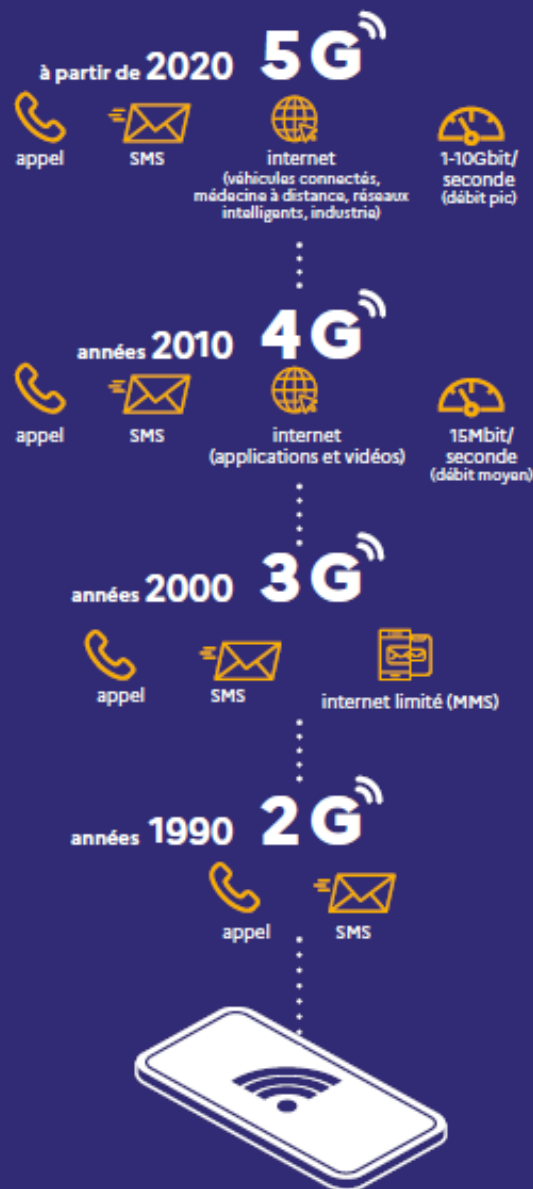 à partir de 2020 5G
appel
SMS
internet
(véhicules connectés,
médecine à distance, réseaux
intelligents, industrie)
1-10Gbit/
seconde
(débit pic)
années 2010 4G
appel
SMS
internet
(applications et vidéos)
15Mbit/
seconde
(débit moyen)
années 2000 3G
appel
SMS
internet limité (MMS)
années 1990 2G
appel
SMS